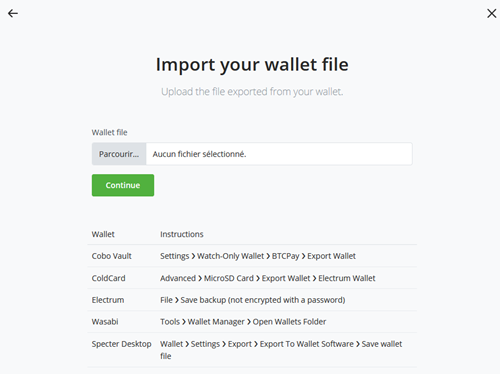 Import your wallet file
Upload the file exported from your wallet.
Wallet file
Parcourir... Aucun fichier sélectionné.
Continue
Wallet Instructions
Cobo Vault Settings ❯ Watch-Only Wallet ❯ BTCPay ❯ Export Wallet
ColdCard Advanced ❯ MicroSD Card ❯ Export Wallet ❯ Electrum Wallet
Electrum File ❯ Save backup (not encrypted with a password)
Wasabi Tools ❯ Wallet Manager ❯ Open Wallets Folder
Specter Desktop Wallet ❯ Settings ❯ Export ❯ Export To Wallet Software ❯ Save wallet
file